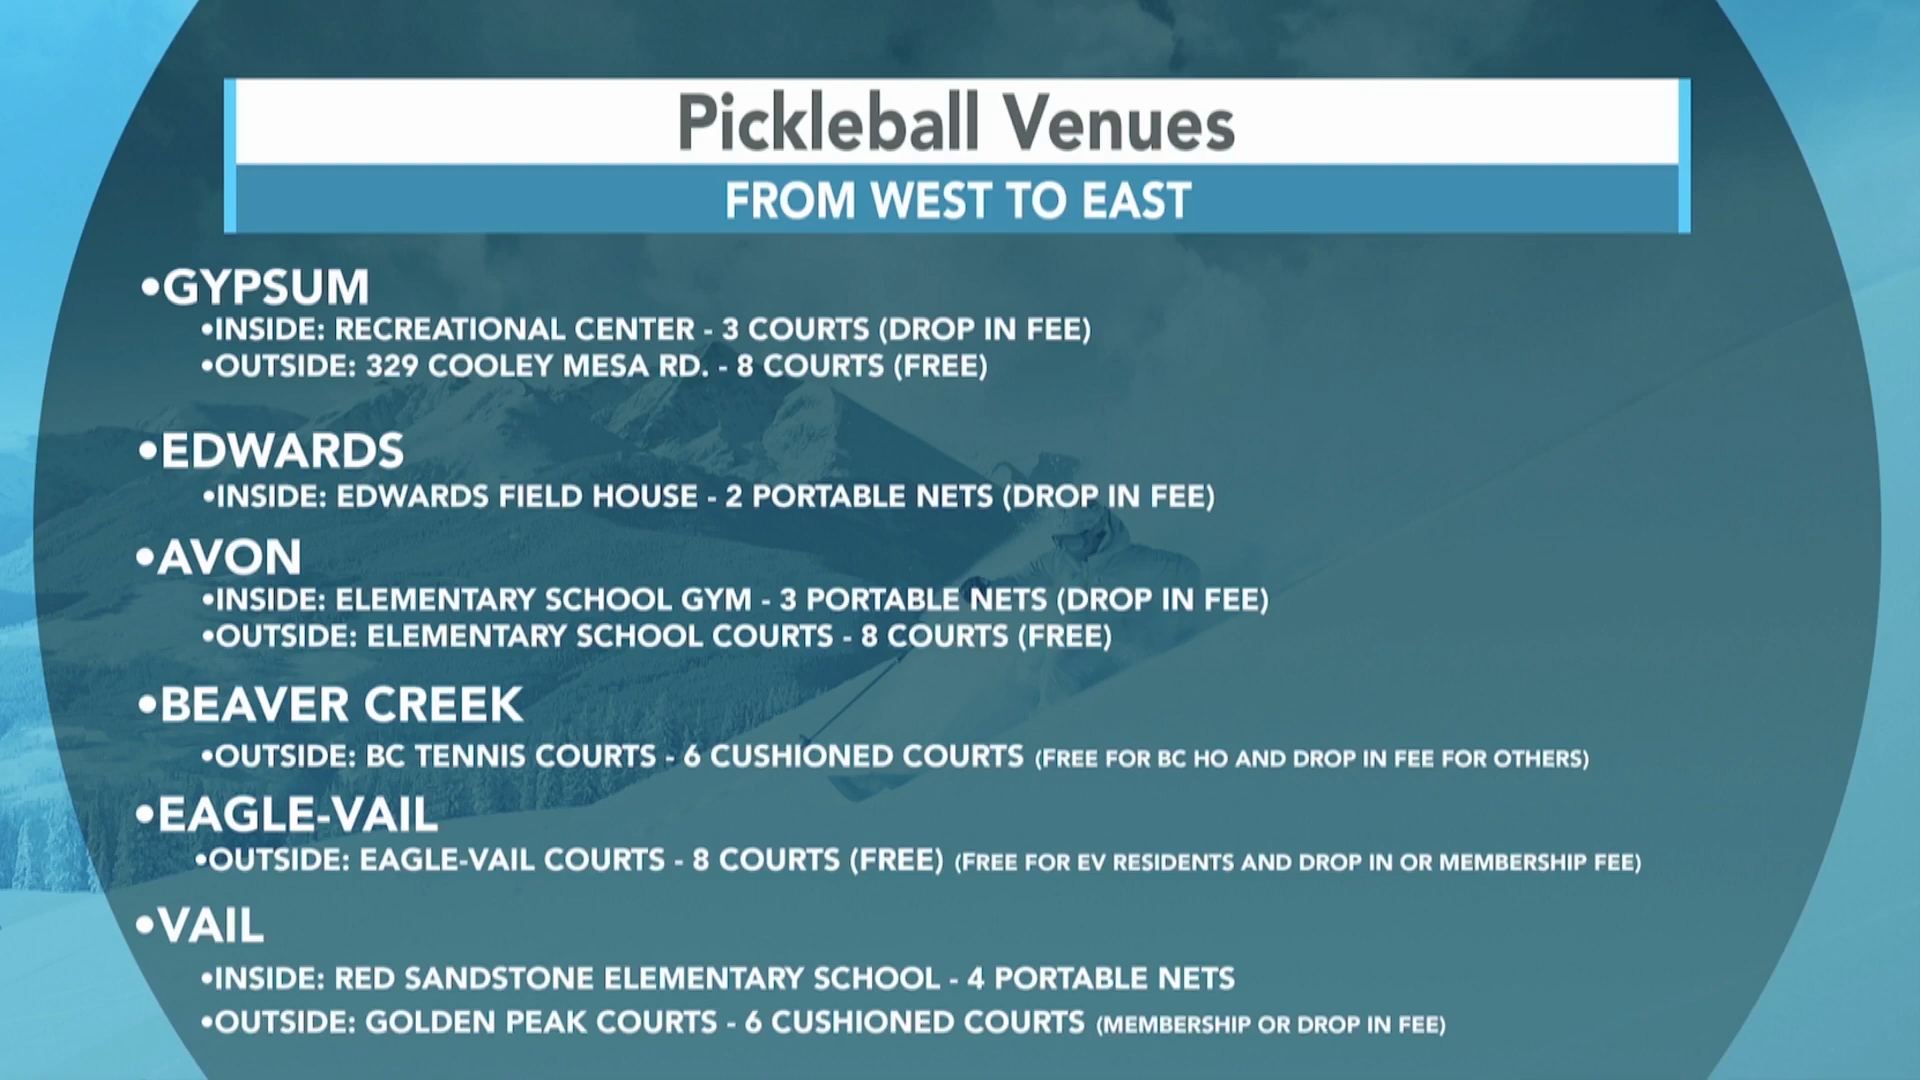 Pickleball Venues
FROM WEST TO EAST
•GYPSUM
•INSIDE: RECREATIONAL CENTER - 3 COURTS (DROP IN FEE)
•OUTSIDE: 329 COOLEY MESA RD. - 8 COURTS (FREE)
•EDWARDS
•INSIDE: EDWARDS FIELD HOUSE - 2 PORTABLE NETS (DROP IN FEE)
•AVON
•INSIDE: ELEMENTARY SCHOOL GYM - 3 PORTABLE NETS (DROP IN FEE)
•OUTSIDE: ELEMENTARY SCHOOL COURTS - 8 COURTS (FREE)
•BEAVER CREEK
•OUTSIDE: BC TENNIS COURTS - 6 CUSHIONED COURTS (FREE FOR BC HO AND DROP IN FEE FOR OTHERS)
•EAGLE-VAIL
•OUTSIDE: EAGLE-VAIL COURTS - 8 COURTS (FREE) (FREE FOR EV RESIDENTS AND DROP IN OR MEMBERSHIP FEE)
•VAIL
•INSIDE: RED SANDSTONE ELEMENTARY SCHOOL - 4 PORTABLE NETS
•OUTSIDE: GOLDEN PEAK COURTS - 6 CUSHIONED COURTS (MEMBERSHIP OR DROP IN FEE)